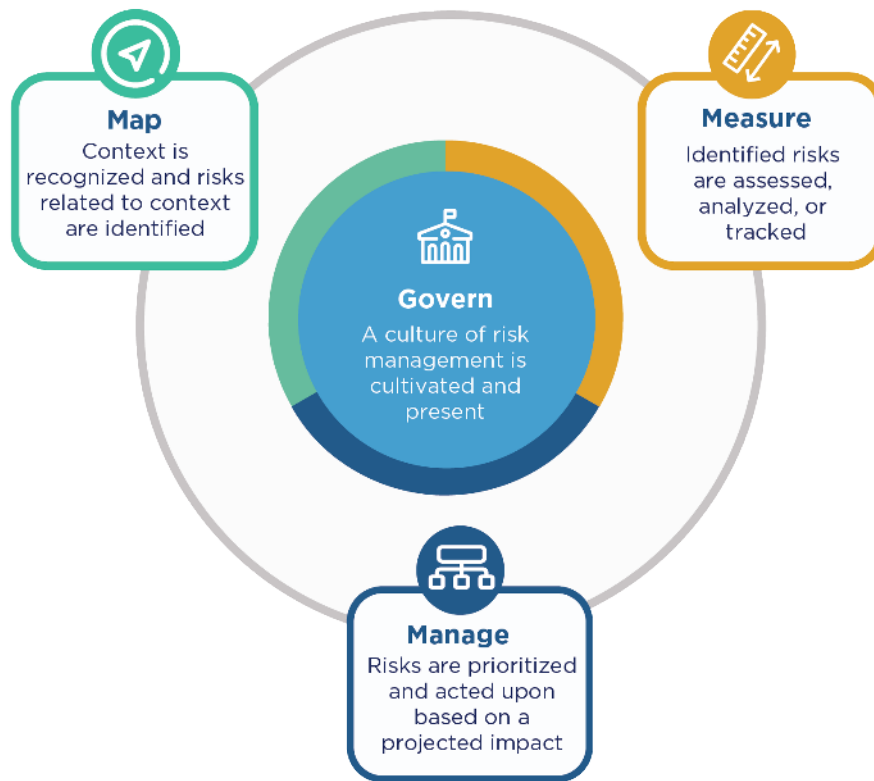 Map
Context is
recognized and risks
related to context
are identified
Measure
Identified risks
are assessed,
analyzed, or
tracked
Govern
A culture of risk
management is
cultivated and
present
Manage
Risks are prioritized
and acted upon
based on a
projected impact